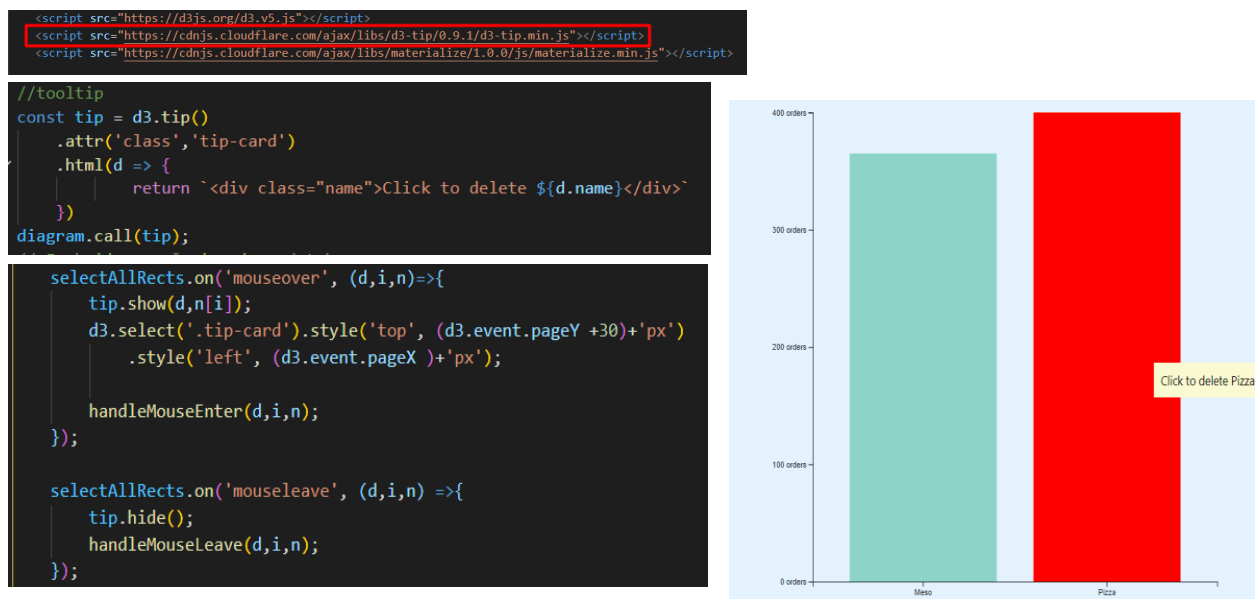 <script src="https://d3js.org/d3.v5.js"></script>
<script src="https://cdnjs.cloudflare.com/ajax/libs/d3-tip/0.9.1/d3-tip.min.js"></script>
<script src="https://cdnjs.cloudflare.com/ajax/libs/materialize/1.0.0/js/materialize.min.js"></script>
//tooltip
const tip = d3.tip()
.attr('class','tip-card')
.html(d => {
return `<div class="name">Click to delete ${d.name}</div>`
})
diagram.call(tip);
selectAllRects.on('mouseover', (d,i,n)=>{
tip.show(d,n[i]);
d3.select('.tip-card').style('top', (d3.event.pageY +30)+'px')
.style('left', (d3.event.pageX )+'px');
handleMouseEnter(d,i,n);
});
selectAllRects.on('mouseleave', (d,i,n) =>{
tip.hide();
handleMouseLeave(d,i,n);
});
400 orders
300 orders
200 orders
Click to delete Pizza
100 orders
0 orders
Meso Pizza